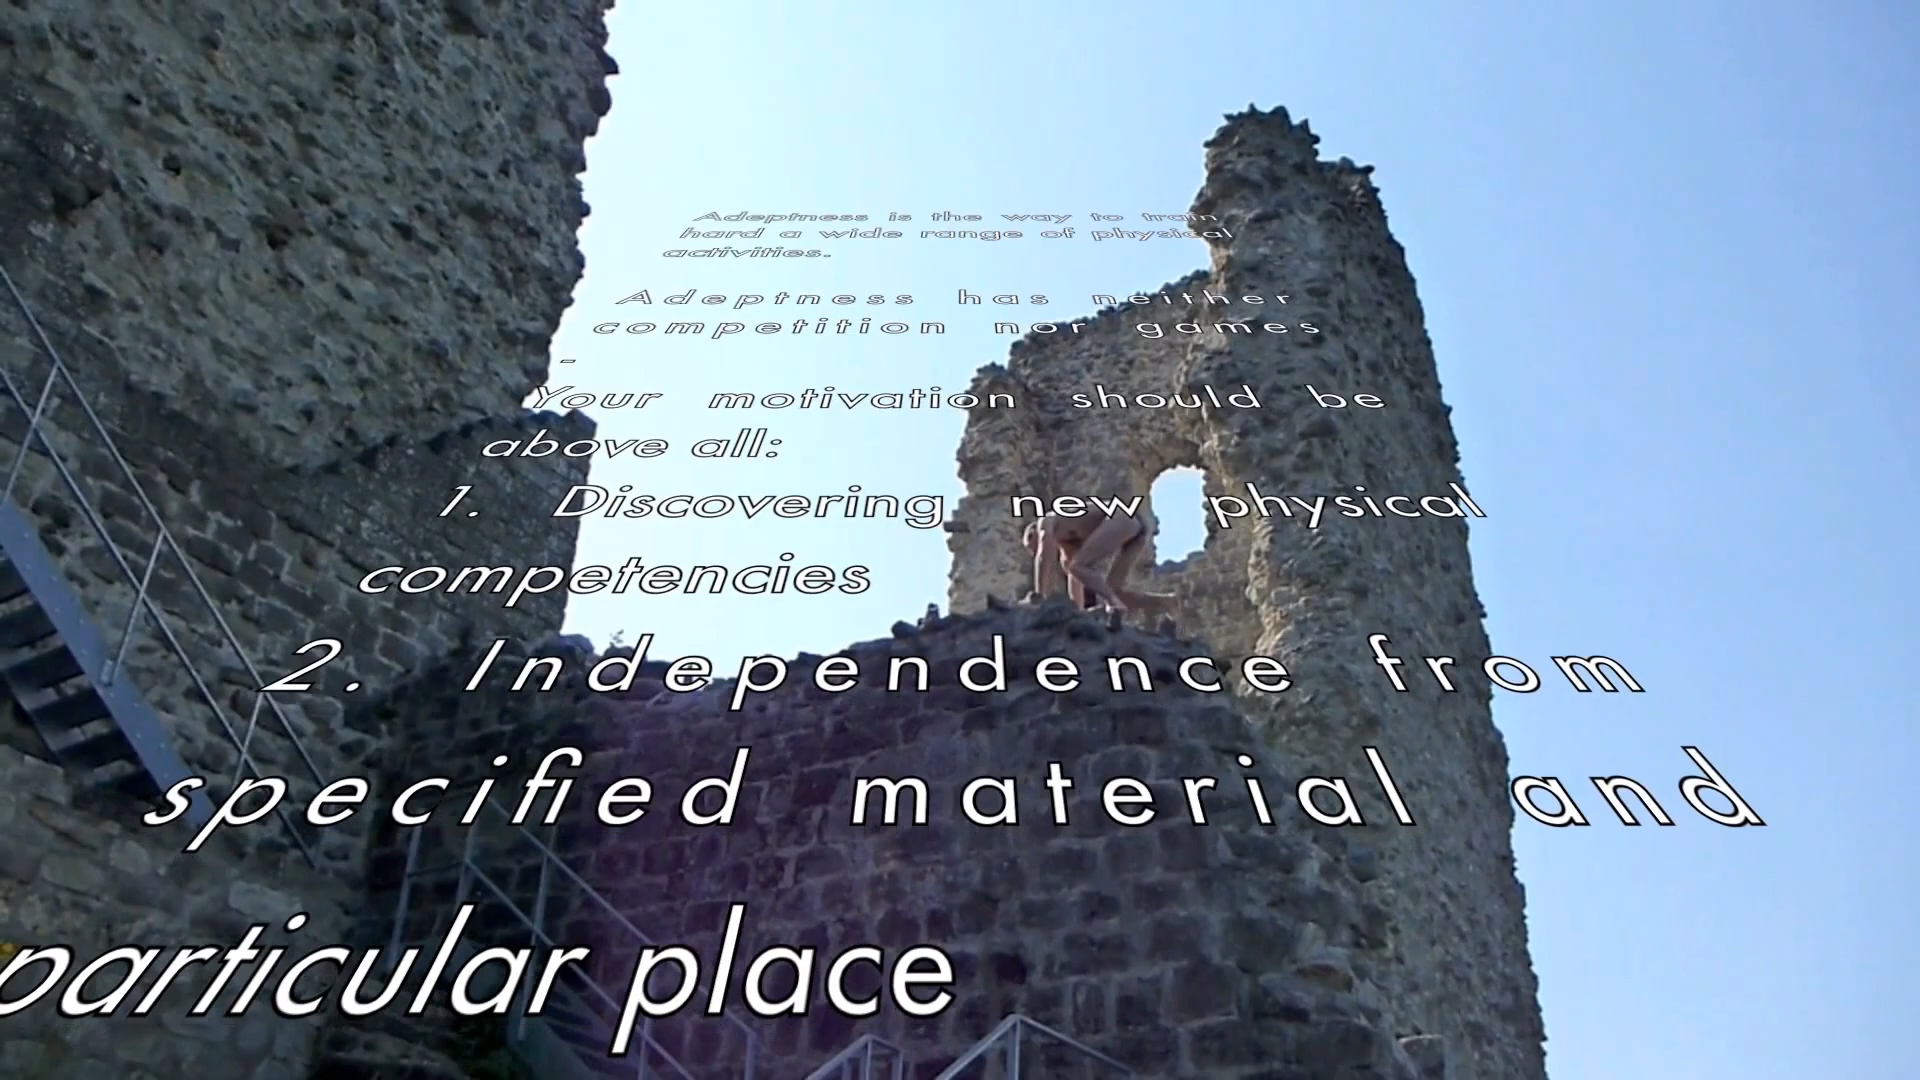 Adeptness is the way to train
hard a wide range of physical
activities.
Adeptness has neither
competition nor games
-
Your motivation should be
above all:
1. Discovering new physical
competencies
2. Independence from
specified material and
particular place